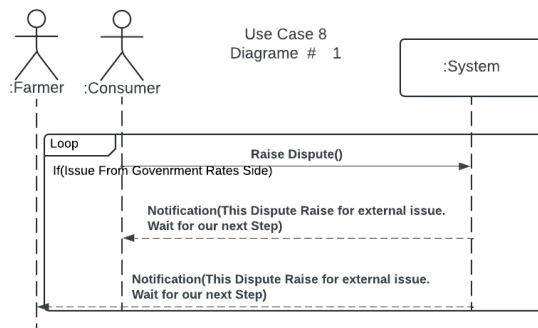 Use Case 8
Diagrame # 1
:System
:Farmer
:Consumer
Loop
Raise Dispute()
If(Issue From Govenrment Rates Side)
Notification(This Dispute Raise for external issue.
Wait for our next Step)
Notification(This Dispute Raise for external issue.
Wait for our next Step)